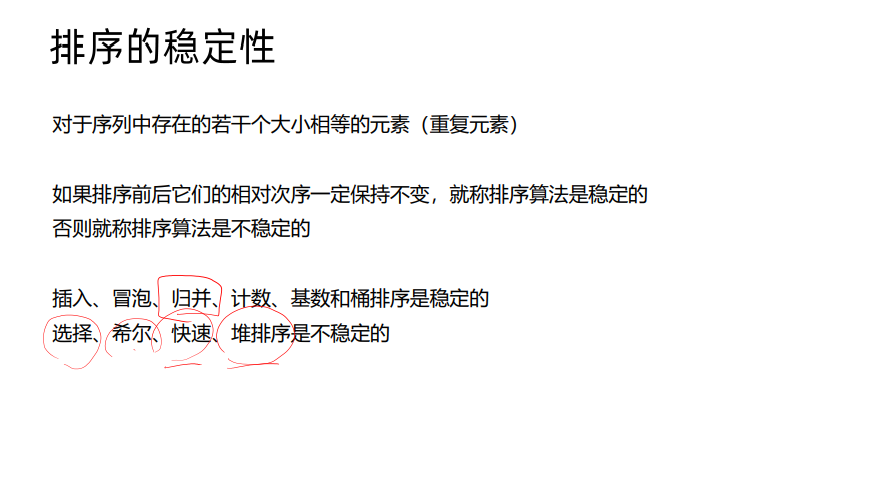 排序的稳定性
对于序列中存在的若干个大小相等的元素（重复元素）
如果排序前后它们的相对次序一定保持不变，就称排序算法是稳定的
否则就称排序算法是不稳定的
插入、冒泡、归并、计数、基数和桶排序是稳定的
选择、希尔、快速、堆排序是不稳定的